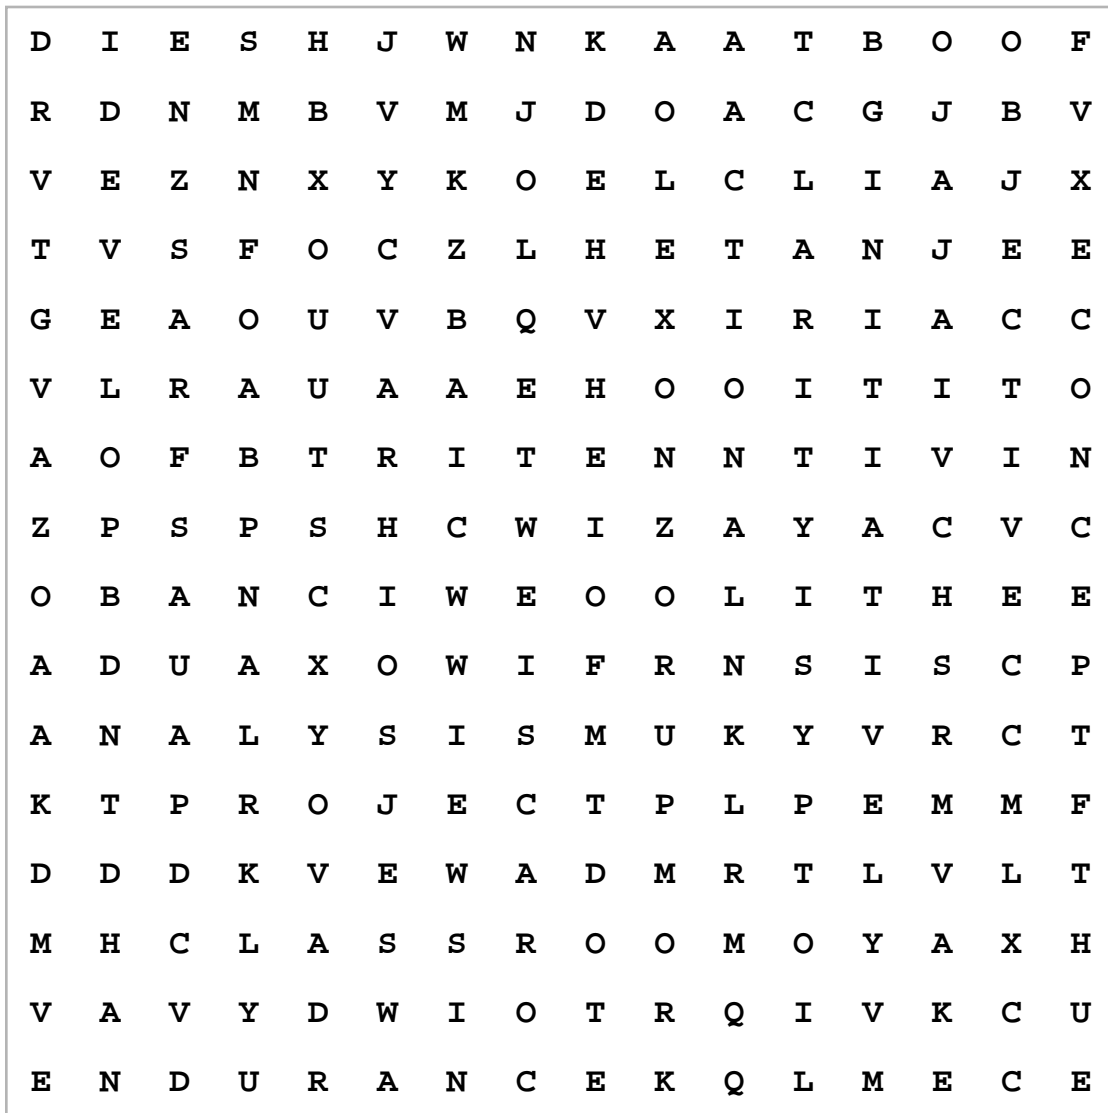 D I E S H J W N K A A T B O O F
R D N M B V M J D O A C G J B V
V E Z N X Y K O E L C L I A J X
T V S F O C Z L H E T A N J E E
G E A O U V B Q V X I R I A C C
V L R A U A A E H O O I T I T O
A O F B T R I T E N N T I V I N
Z P S P S H C W I Z A Y A C V C
O B A N C I W E O O L I T H E E
A D U A X O W I F R N S I S C P
A N A L Y S I S M U K Y V R C T
K T P R O J E C T P L P E M M F
D D D K V E W A D M R T L V L T
M H C L A S S R O O M O Y A X H
V A V Y D W I O T R Q I V K C U
E N D U R A N C E K Q L M E C E